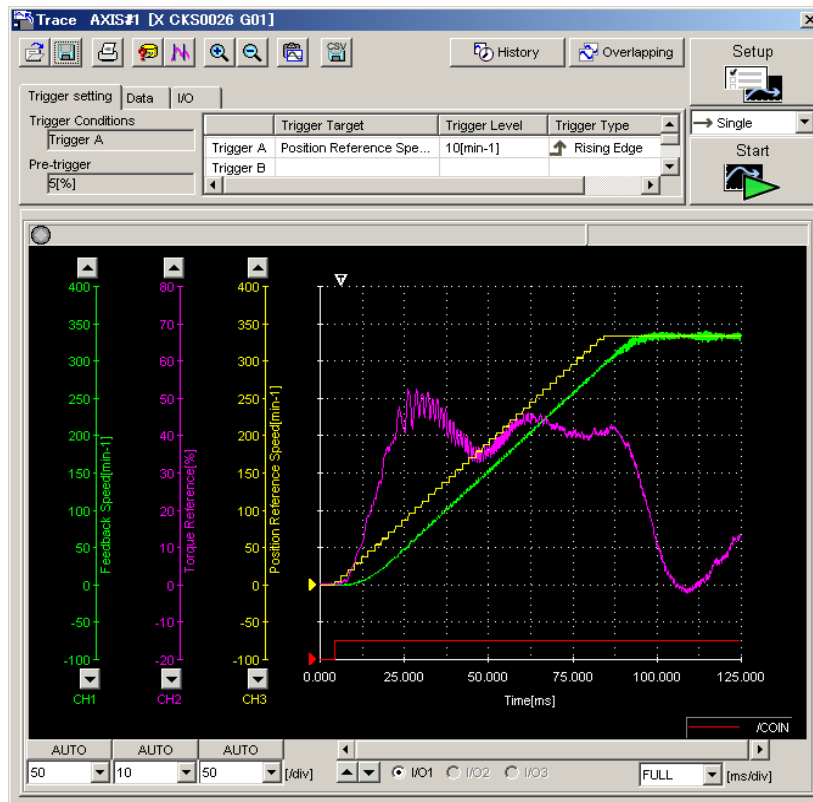 Trace AXIS#1 [X CKS0026 G01]
CSV
History
Overlapping
Setup
Trigger setting Data I/O
Trigger Conditions
Trigger A
Pre-trigger
5[%]
Trigger Target Trigger Level Trigger Type
Trigger A Position Reference Spe... 10[min-1] Rising Edge
Trigger B
Single
Start
T
400 80 400
350 70 350
300 60 300
250 50 250
200 40 200
150 30 150
100 20 100
50 10 50
0 0 0
-50 -10 -50
-100 -20 -100
Feedback Speed[min-1]
Torque Reference[%]
Position Reference Speed[min-1]
CH1 CH2 CH3
0.000 25.000 50.000 75.000 100.000 125.000
Time[ms]
/COIN
AUTO AUTO AUTO
50 10 50 [/div] I/O1 I/O2 I/O3 FULL [ms/div]